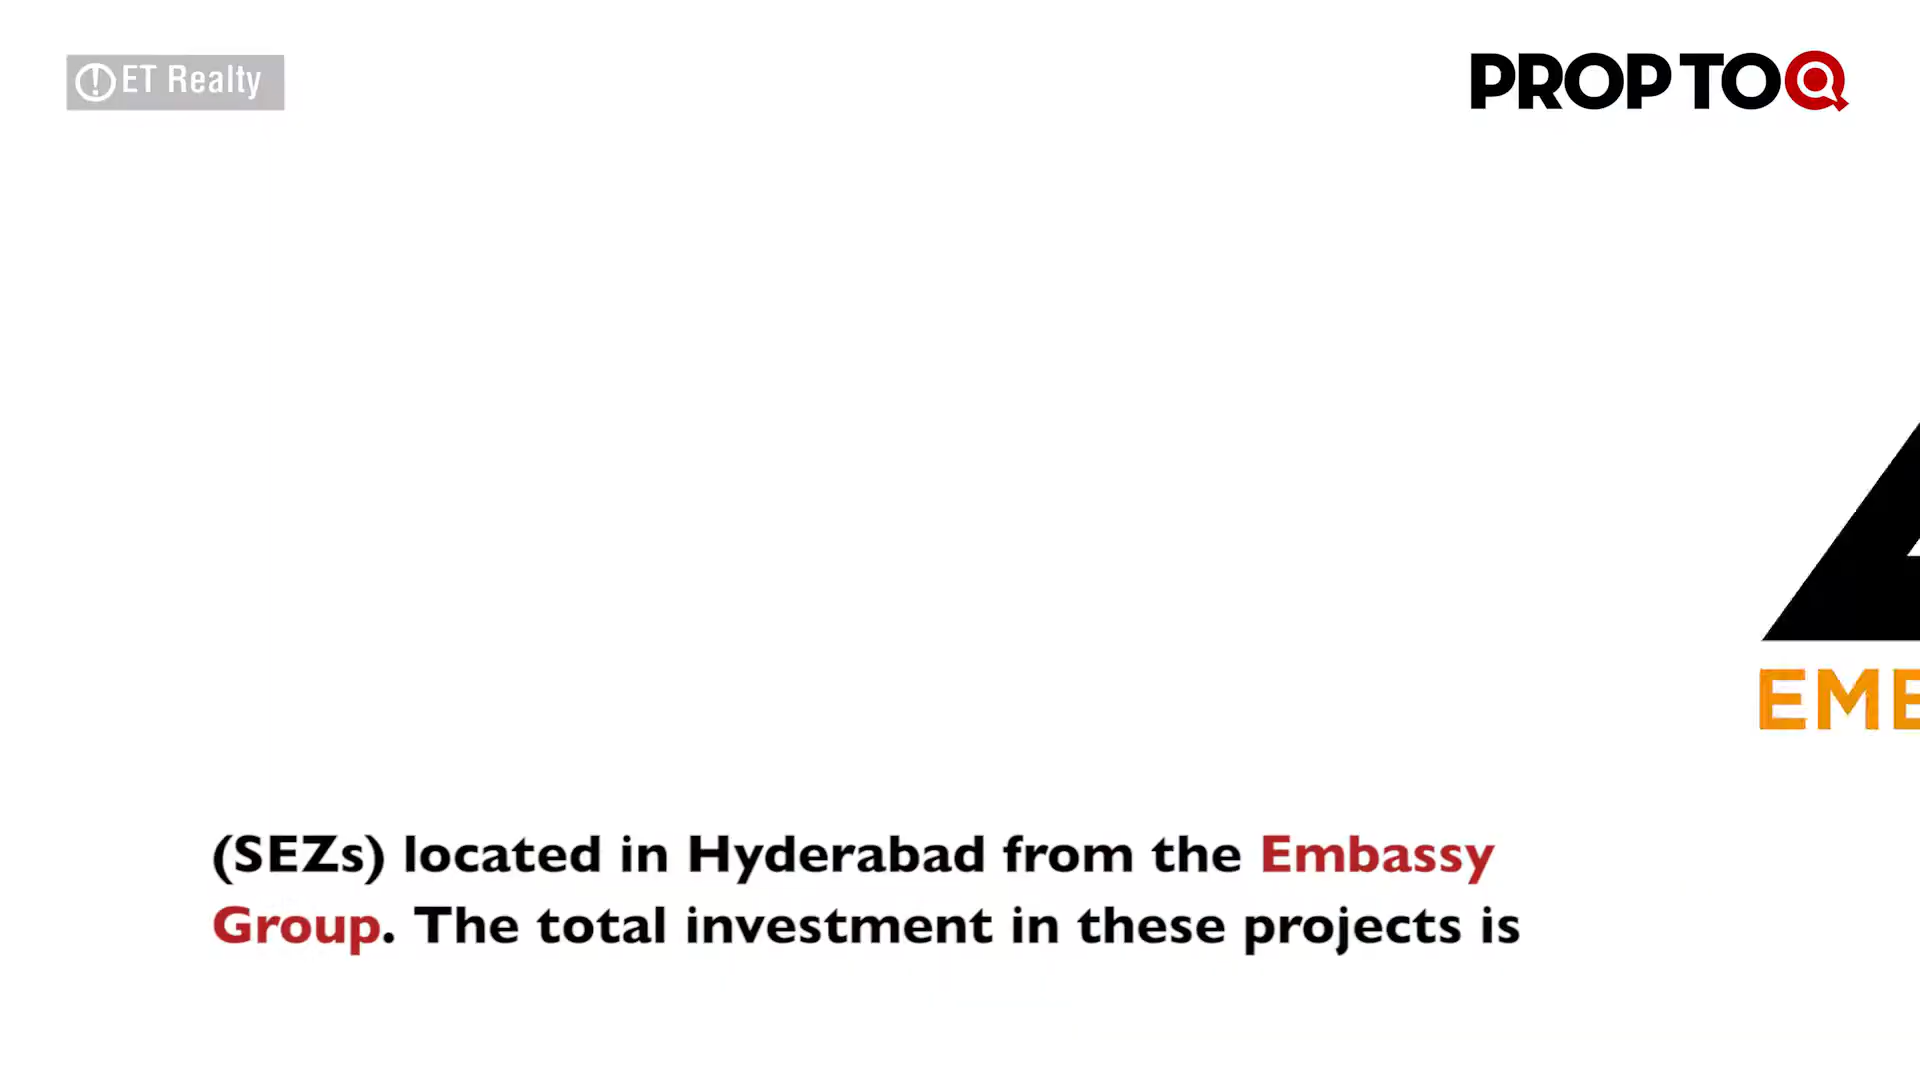 ET Realty
PROPTOQ
EME
(SEZs) located in Hyderabad from the Embassy
Group. The total investment in these projects is